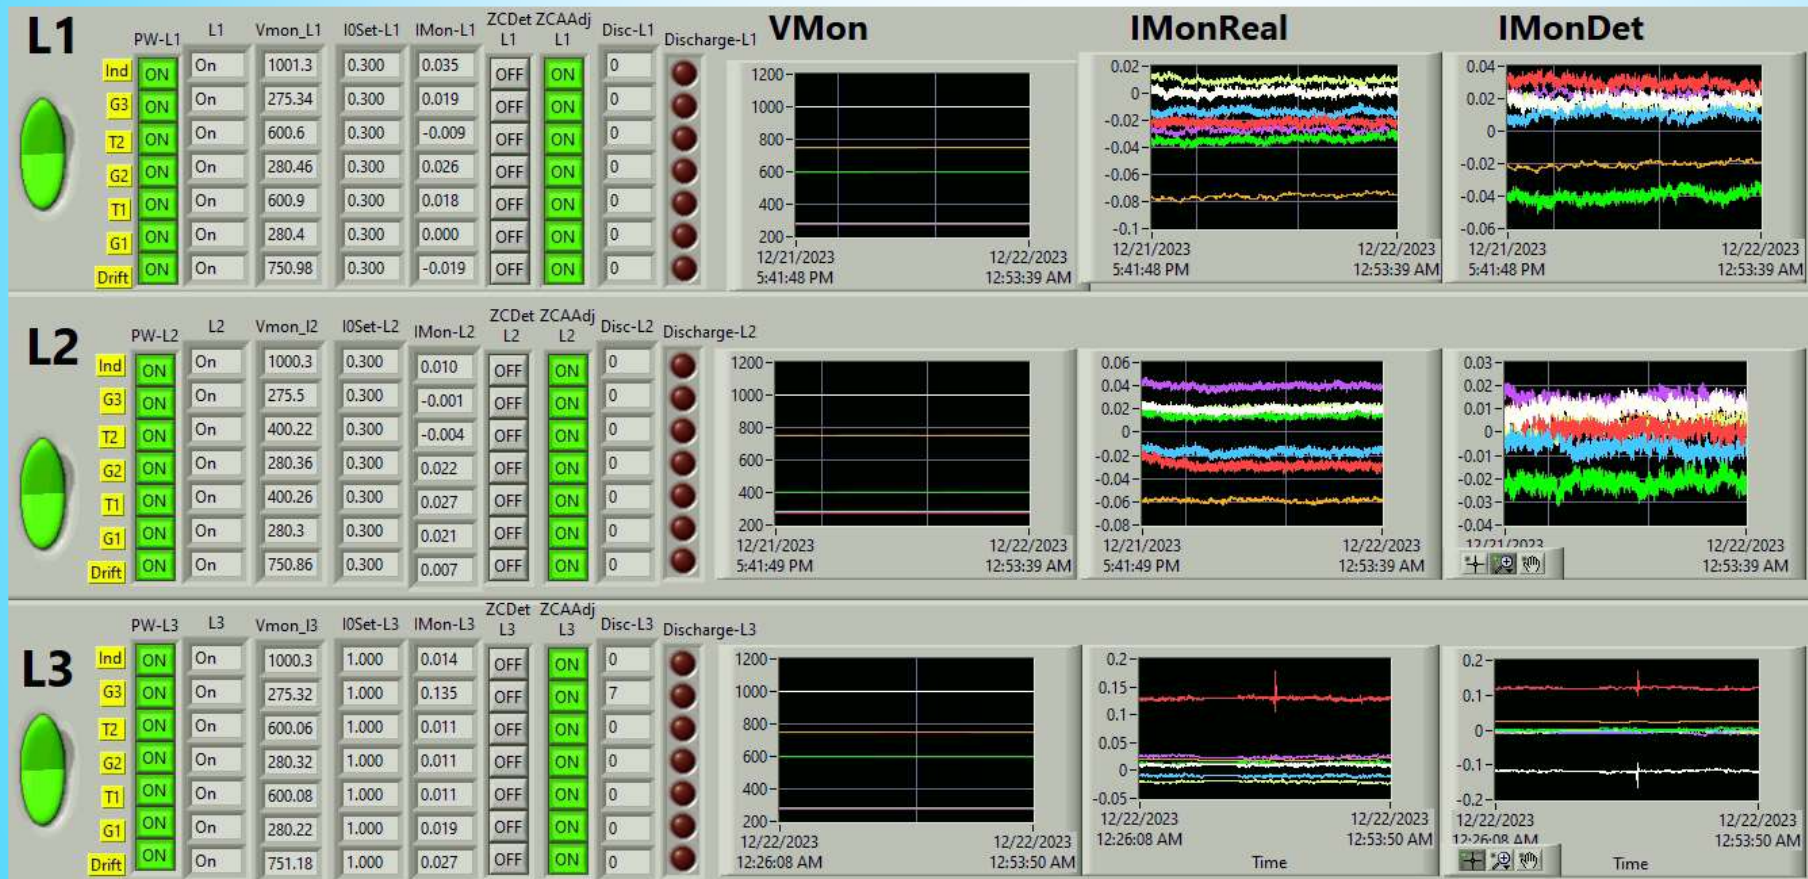 L1
PW-L1 L1 Vmon_L1 I0Set-L1 IMon-L1 ZCDet L1 ZCAAdj L1 Disc-L1 Discharge-L1
Ind ON On 1001.3 0.300 0.035 OFF ON 0
G3 ON On 275.34 0.300 0.019 OFF ON 0
T2 ON On 600.6 0.300 -0.009 OFF ON 0
G2 ON On 280.46 0.300 0.026 OFF ON 0
T1 ON On 600.9 0.300 0.018 OFF ON 0
G1 ON On 280.4 0.300 0.000 OFF ON 0
Drift ON On 750.98 0.300 -0.019 OFF ON 0
VMon
1200
1000
800
600
400
200
12/21/2023 12/22/2023
5:41:48 PM 12:53:39 AM
IMonReal
0.02
0
-0.02
-0.04
-0.06
-0.08
-0.1
12/21/2023 12/22/2023
5:41:48 PM 12:53:39 AM
IMonDet
0.04
0.02
0
-0.02
-0.04
-0.06
12/21/2023 12/22/2023
5:41:48 PM 12:53:39 AM
L2
PW-L2 L2 Vmon_l2 I0Set-L2 IMon-L2 ZCDet L2 ZCAAdj L2 Disc-L2 Discharge-L2
Ind ON On 1000.3 0.300 0.010 OFF ON 0
G3 ON On 275.5 0.300 -0.001 OFF ON 0
T2 ON On 400.22 0.300 -0.004 OFF ON 0
G2 ON On 280.36 0.300 0.022 OFF ON 0
T1 ON On 400.26 0.300 0.027 OFF ON 0
G1 ON On 280.3 0.300 0.021 OFF ON 0
Drift ON On 750.86 0.300 0.007 OFF ON 0
1200
1000
800
600
400
200
12/21/2023 12/22/2023
5:41:49 PM 12:53:39 AM
0.06
0.04
0.02
0
-0.02
-0.04
-0.06
-0.08
12/21/2023 12/22/2023
5:41:49 PM 12:53:39 AM
0.03
0.02
0.01
0
-0.01
-0.02
-0.03
-0.04
12/21/2023 12/22/2023
12:53:39 AM
L3
PW-L3 L3 Vmon_l3 I0Set-L3 IMon-L3 ZCDet L3 ZCAAdj L3 Disc-L3 Discharge-L3
Ind ON On 1000.3 1.000 0.014 OFF ON 0
G3 ON On 275.32 1.000 0.135 OFF ON 7
T2 ON On 600.06 1.000 0.011 OFF ON 0
G2 ON On 280.32 1.000 0.011 OFF ON 0
T1 ON On 600.08 1.000 0.011 OFF ON 0
G1 ON On 280.22 1.000 0.019 OFF ON 0
Drift ON On 751.18 1.000 0.027 OFF ON 0
1200
1000
800
600
400
200
12/22/2023 12/22/2023
12:26:08 AM 12:53:50 AM
0.2
0.15
0.1
0.05
0
-0.05
12/22/2023 12/22/2023
12:26:08 AM 12:53:50 AM
Time
0.2
0.1
0
-0.1
-0.2
12/22/2023 12/22/2023
12:26:08 AM 12:53:50 AM
Time